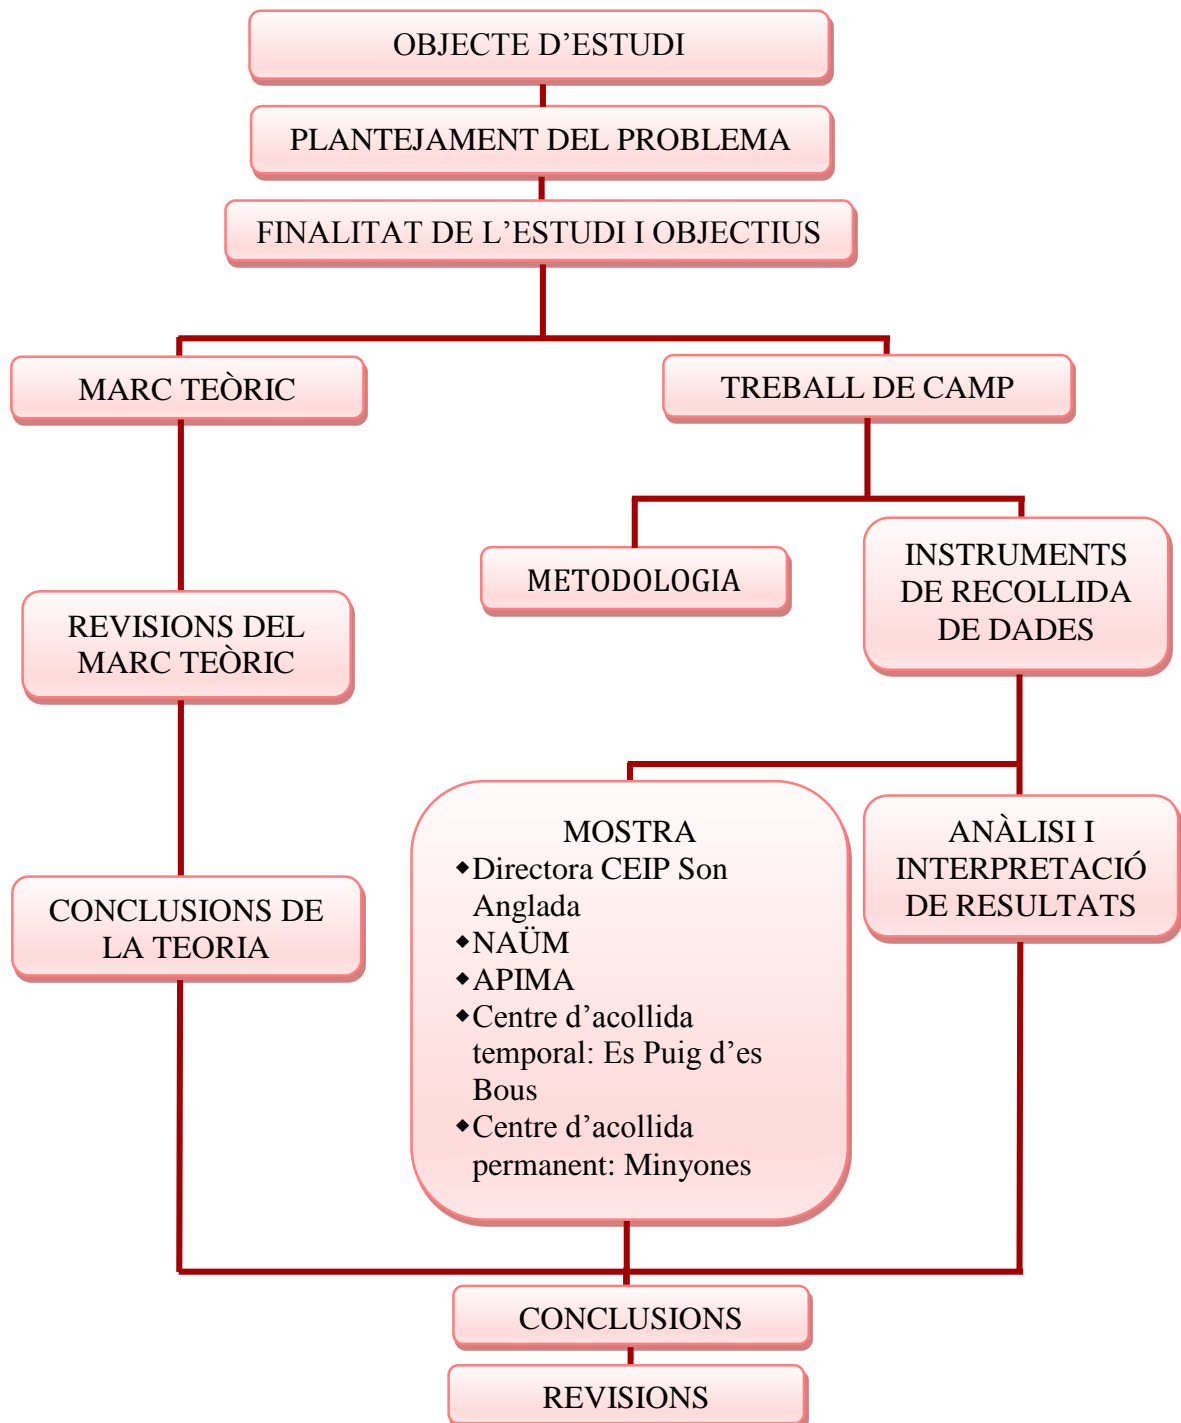 OBJECTE D’ESTUDI
PLANTEJAMENT DEL PROBLEMA
FINALITAT DE L’ESTUDI I OBJECTIUS
MARC TEÒRIC
TREBALL DE CAMP
METODOLOGIA
INSTRUMENTS
DE RECOLLIDA
DE DADES
REVISIONS DEL
MARC TEÒRIC
MOSTRA
◆Directora CEIP Son
Anglada
◆NAÜM
◆APIMA
◆Centre d’acollida
temporal: Es Puig d’es
Bous
◆Centre d’acollida
permanent: Minyones
ANÀLISI I
INTERPRETACIÓ
DE RESULTATS
CONCLUSIONS DE
LA TEORIA
CONCLUSIONS
REVISIONS